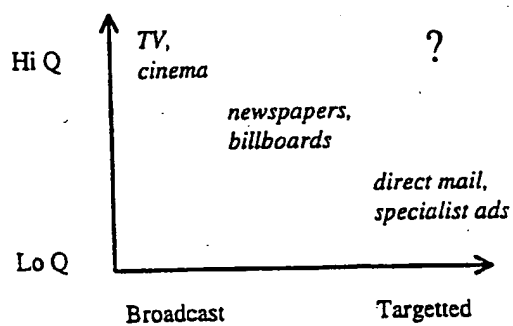 Hi Q
TV,
cinema
?
newspapers,
billboards
direct mail,
specialist ads
Lo Q
Broadcast
Targetted